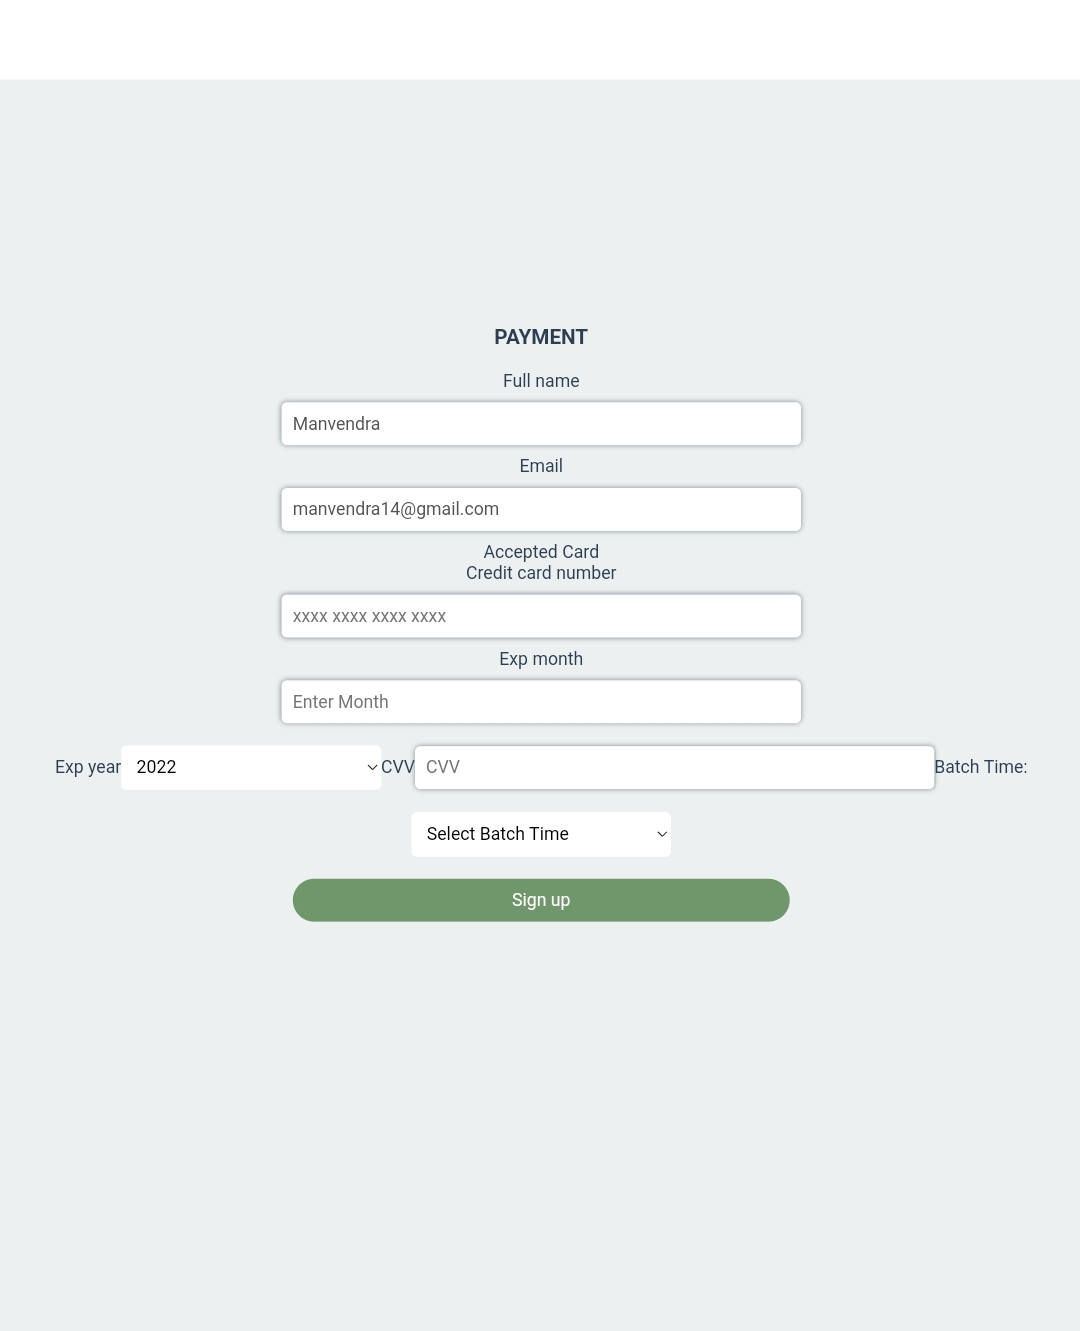 PAYMENT
Full name
Manvendra
Email
manvendra14@gmail.com
Accepted Card
Credit card number
xxxx xxxx xxxx xxxx
Exp month
Enter Month
Exp year 2022 CVV CVV Batch Time:
Select Batch Time
Sign up